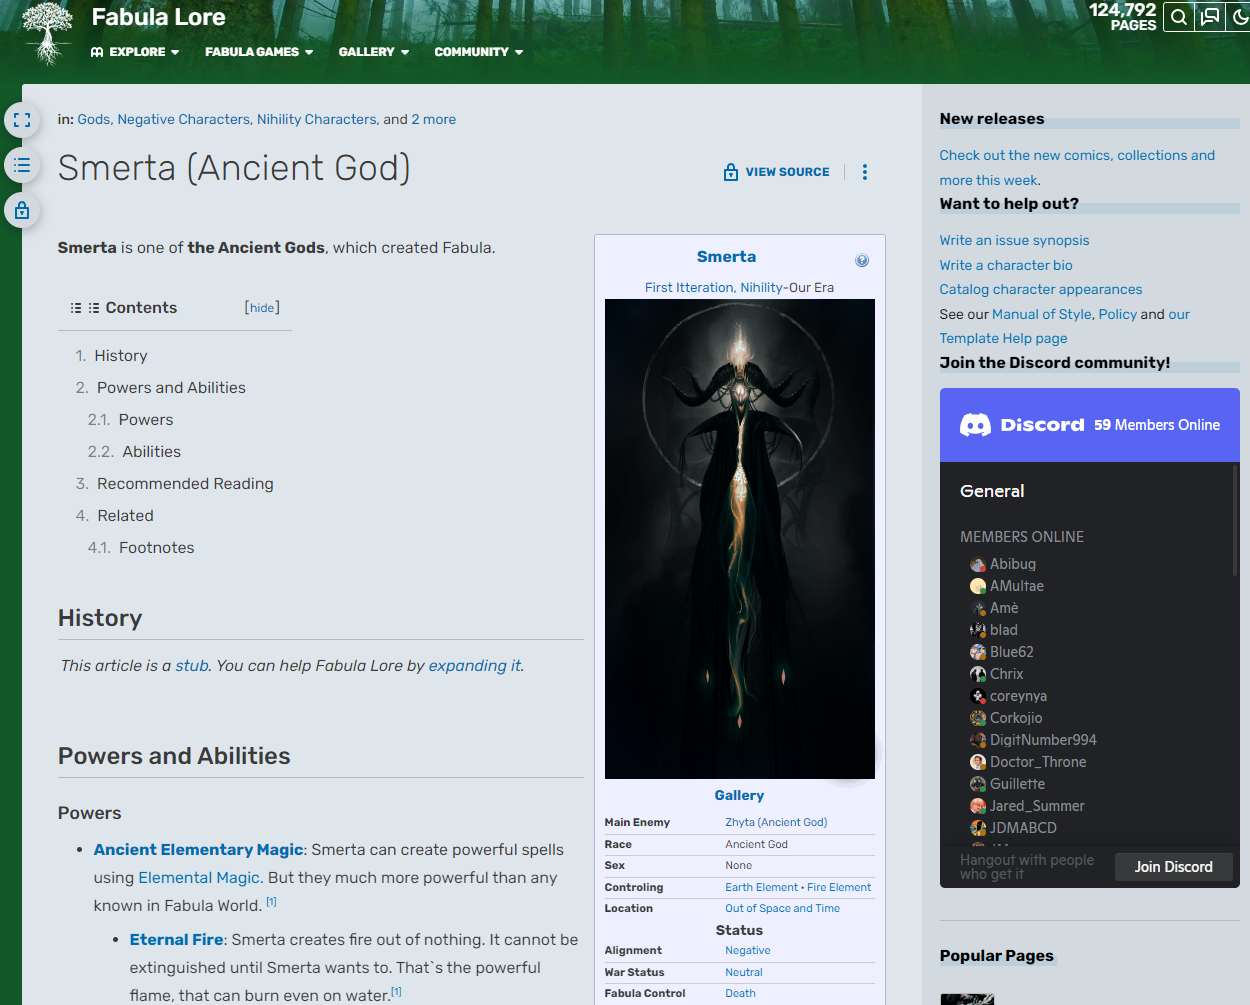 Fabula Lore
124,792
PAGES
EXPLORE
FABULA GAMES
GALLERY
COMMUNITY
in: Gods, Negative Characters, Nihility Characters, and 2 more
Smerta (Ancient God)
VIEW SOURCE
Smerta is one of the Ancient Gods, which created Fabula.
Contents [hide]
1. History
2. Powers and Abilities
2.1. Powers
2.2. Abilities
3. Recommended Reading
4. Related
4.1. Footnotes
History
This article is a stub. You can help Fabula Lore by expanding it.
Powers and Abilities
Powers
• Ancient Elementary Magic: Smerta can create powerful spells
using Elemental Magic. But they much more powerful than any
known in Fabula World. [1]
• Eternal Fire: Smerta creates fire out of nothing. It cannot be
extinguished until Smerta wants to. That`s the powerful
flame, that can burn even on water.[1]
Smerta
First Itteration, Nihility-Our Era
Gallery
Main Enemy Zhyta (Ancient God)
Race Ancient God
Sex None
Controling Earth Element • Fire Element
Location Out of Space and Time
Status
Alignment Negative
War Status Neutral
Fabula Control Death
New releases
Check out the new comics, collections and
more this week.
Want to help out?
Write an issue synopsis
Write a character bio
Catalog character appearances
See our Manual of Style, Policy and our
Template Help page
Join the Discord community!
Discord 59 Members Online
General
MEMBERS ONLINE
Abibug
AMultae
Amè
blad
Blue62
Chrix
coreynya
Corkojio
DigitNumber994
Doctor_Throne
Guillette
Jared_Summer
JDMABCD
Hangout with people
who get it
Join Discord
Popular Pages